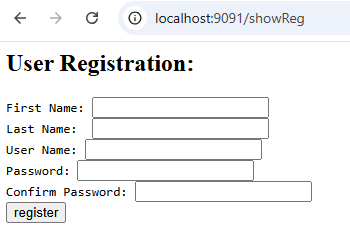 localhost:9091/showReg
User Registration:
First Name:
Last Name:
User Name:
Password:
Confirm Password:
register